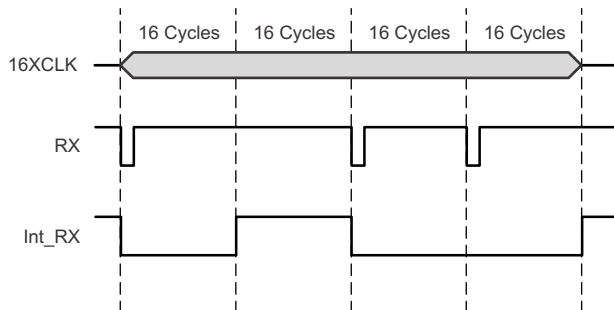 16 Cycles 16 Cycles 16 Cycles 16 Cycles
16XCLK
RX
Int_RX